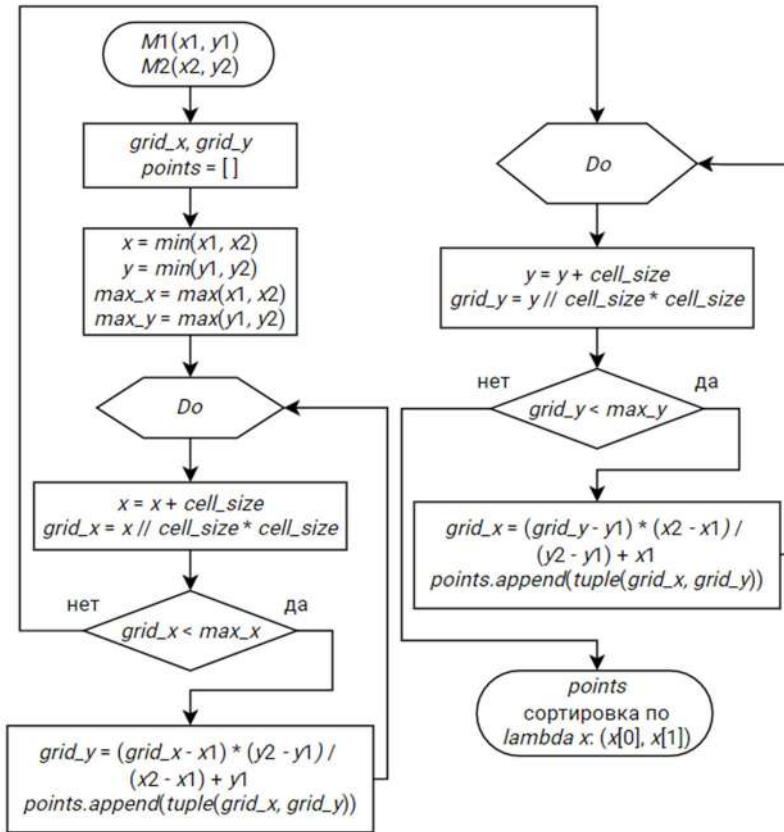 M1(x1, y1)
M2(x2, y2)
grid_x, grid_y
points = [ ]
x = min(x1, x2)
y = min(y1, y2)
max_x = max(x1, x2)
max_y = max(y1, y2)
Do
x = x + cell_size
grid_x = x // cell_size * cell_size
нет
да
grid_x < max_x
grid_y = (grid_x - x1) * (y2 - y1) /
(x2 - x1) + y1
points.append(tuple(grid_x, grid_y))
Do
y = y + cell_size
grid_y = y // cell_size * cell_size
нет
да
grid_y < max_y
grid_x = (grid_y - y1) * (x2 - x1) /
(y2 - y1) + x1
points.append(tuple(grid_x, grid_y))
points
сортировка по
lambda x: (x[0], x[1])